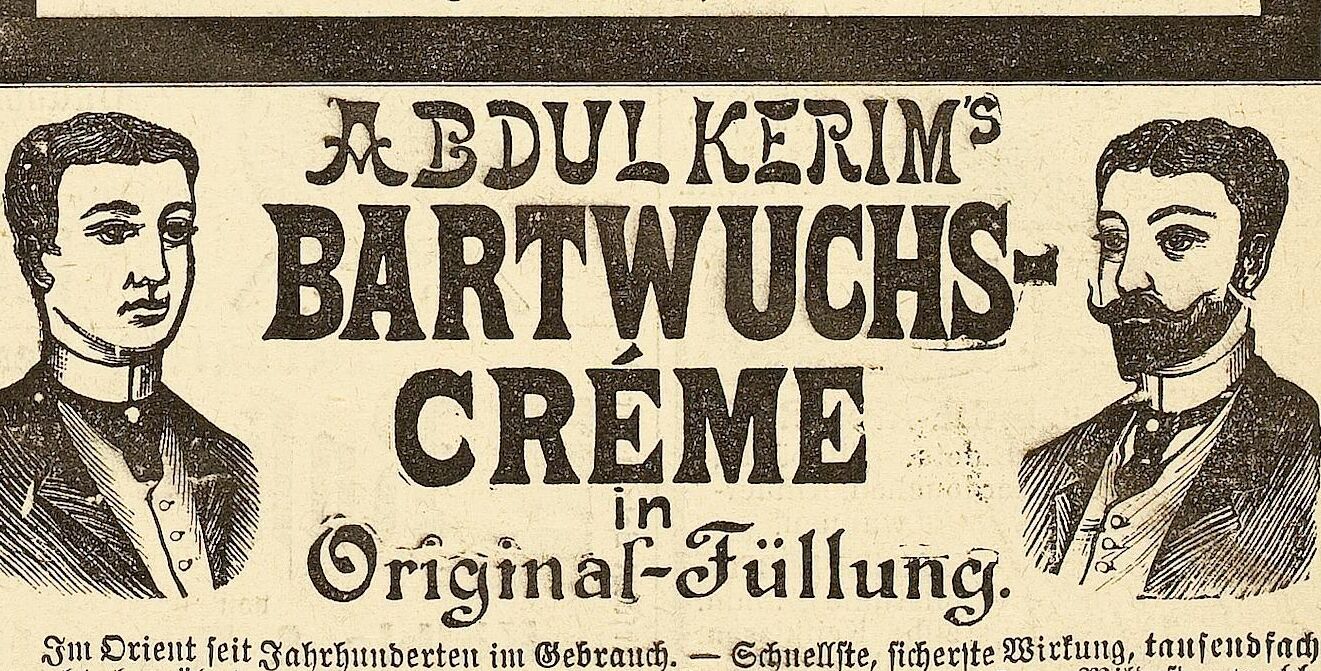 ABDUL KERIM'S
BARTWUCHS-
CRÉME
in
Original-Füllung.
Im Orient seit Jahrhunderten im Gebrauch. — Schnellste, sicherste Wirkung, tausendfach